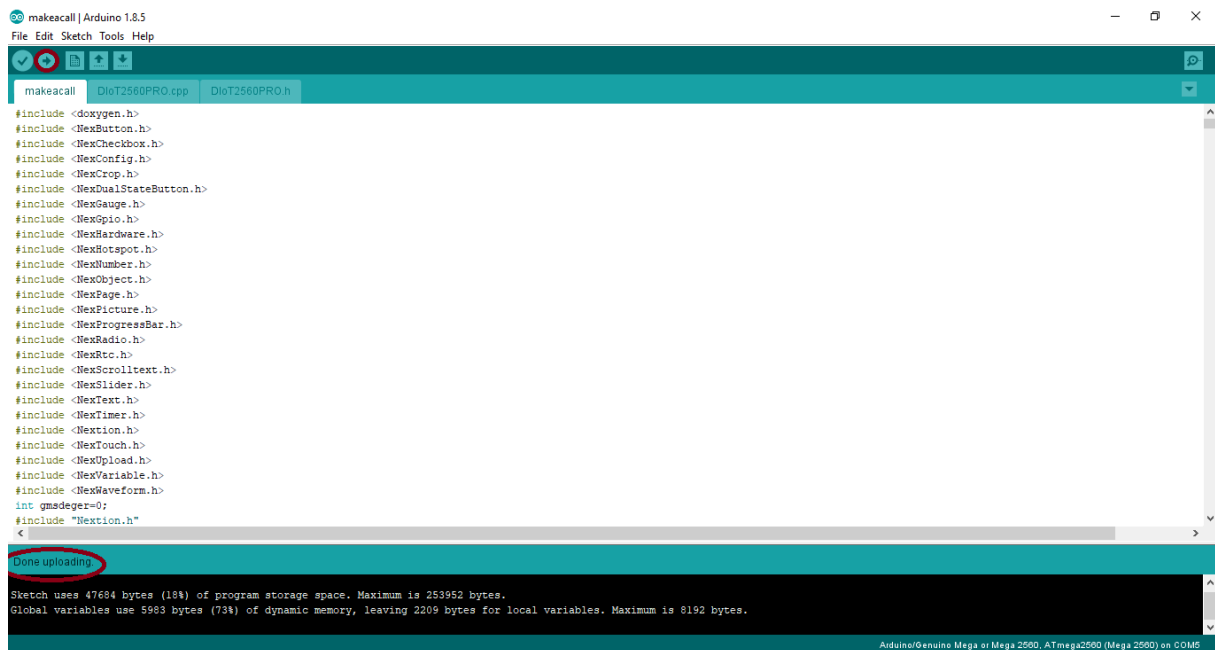 makeacall | Arduino 1.8.5
File Edit Sketch Tools Help
makeacall DIoT2560PRO.cpp DIoT2560PRO.h
#include <doxygen.h>
#include <NexButton.h>
#include <NexCheckbox.h>
#include <NexConfig.h>
#include <NexCrop.h>
#include <NexDualStateButton.h>
#include <NexGauge.h>
#include <NexGpio.h>
#include <NexHardware.h>
#include <NexHotspot.h>
#include <NexNumber.h>
#include <NexObject.h>
#include <NexPage.h>
#include <NexPicture.h>
#include <NexProgressBar.h>
#include <NexRadio.h>
#include <NexRtc.h>
#include <NexScrolltext.h>
#include <NexSlider.h>
#include <NexText.h>
#include <NexTimer.h>
#include <Nextion.h>
#include <NexTouch.h>
#include <NexUpload.h>
#include <NexVariable.h>
#include <NexWaveform.h>
int gmsdeger=0;
#include "Nextion.h"
Done uploading.
Sketch uses 47684 bytes (18%) of program storage space. Maximum is 253952 bytes.
Global variables use 5983 bytes (73%) of dynamic memory, leaving 2209 bytes for local variables. Maximum is 8192 bytes.
Arduino/Genuino Mega or Mega 2560, ATmega2560 (Mega 2560) on COM5